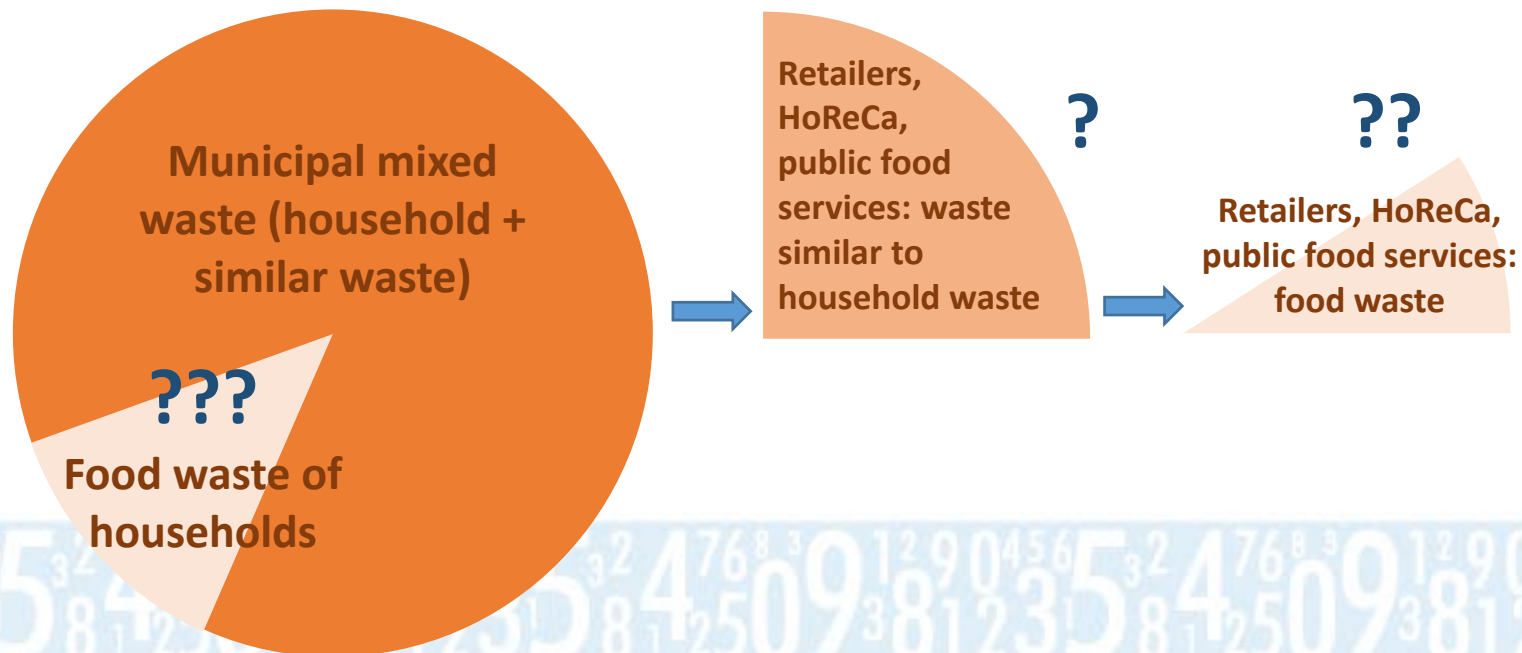 Municipal mixed
waste (household +
similar waste)
???
Food waste of
households
Retailers,
HoReCa,
public food
services: waste
similar to
household waste
?
??
Retailers, HoReCa,
public food services:
food waste